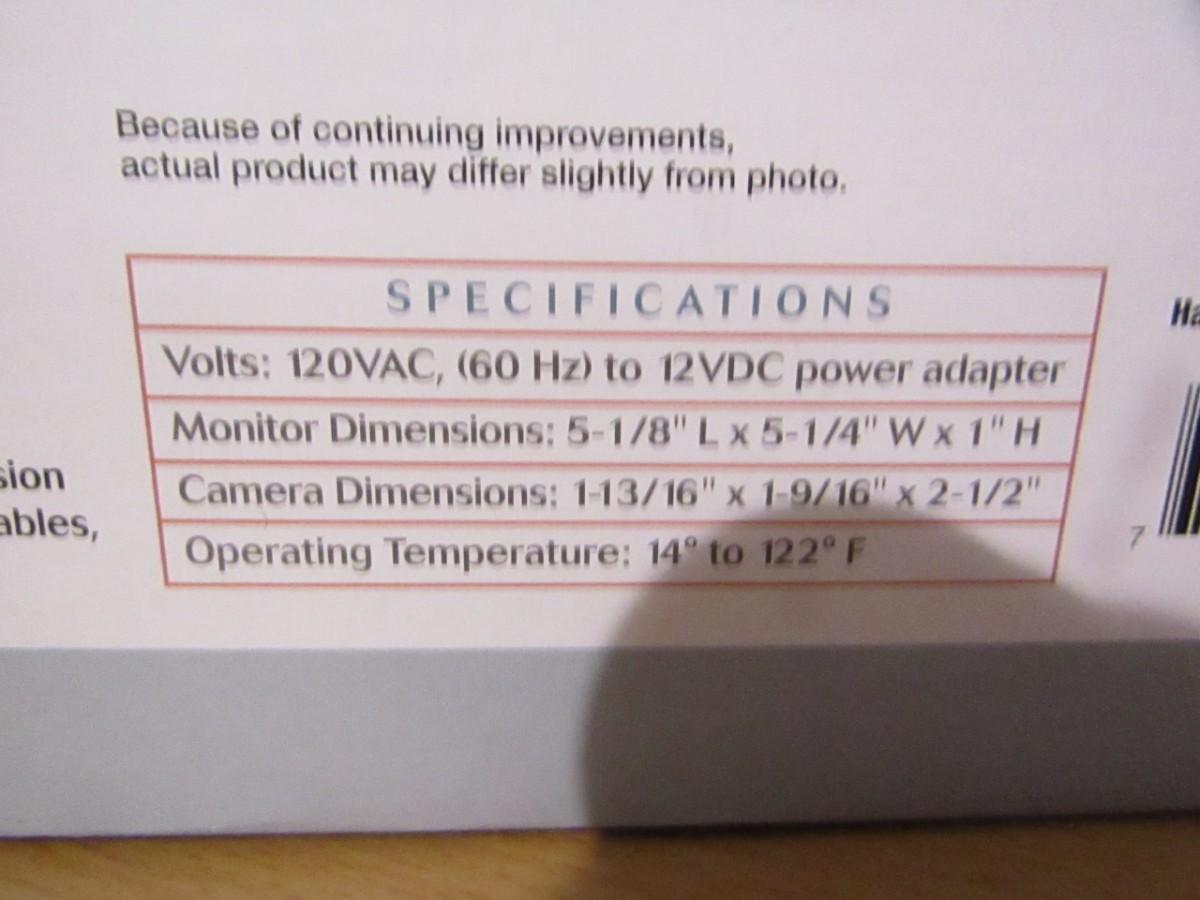 Because of continuing improvements,
actual product may differ slightly from photo.
SPECIFICATIONS
Volts: 120VAC, (60 Hz) to 12VDC power adapter
Monitor Dimensions: 5-1/8" L x 5-1/4" W x 1" H
Camera Dimensions: 1-13/16" x 1-9/16" x 2-1/2"
Operating Temperature: 14° to 122° F
ables,
7